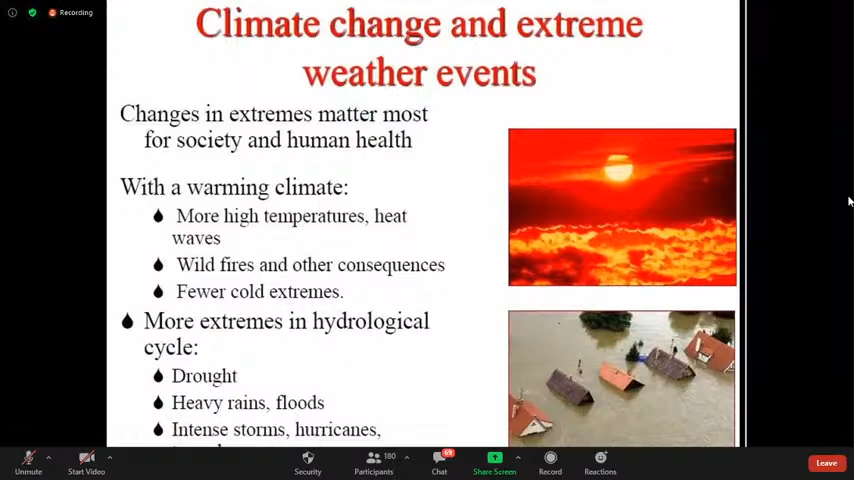 Recording
Climate change and extreme
weather events
Changes in extremes matter most
for society and human health
With a warming climate:
More high temperatures, heat
waves
Wild fires and other consequences
Fewer cold extremes.
More extremes in hydrological
cycle:
Drought
Heavy rains, floods
Intense storms, hurricanes,
Unmute
Start Video
Security
180
Participants
69
Chat
Share Screen
Record
Reactions
Leave